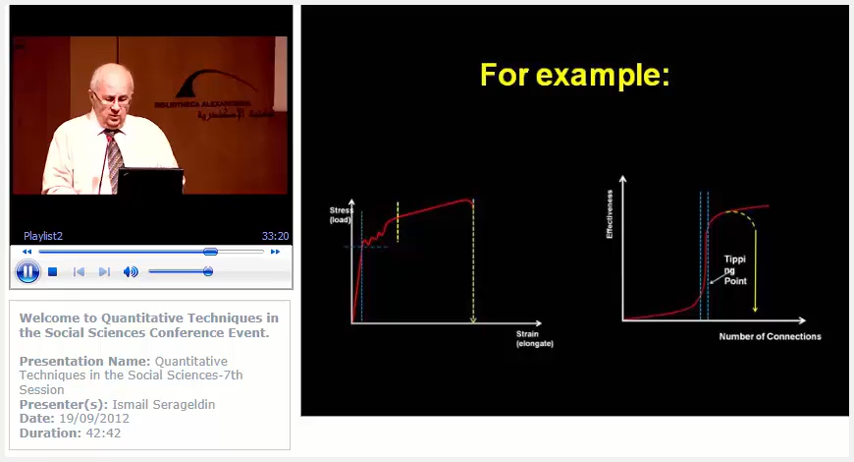 BIBLIOTHECA ALEXANDRINA
مكتبة الإسكندرية
Playlist2
33:20
Welcome to Quantitative Techniques in
the Social Sciences Conference Event.
Presentation Name: Quantitative
Techniques in the Social Sciences-7th
Session
Presenter(s): Ismail Serageldin
Date: 19/09/2012
Duration: 42:42
For example:
Stress
(load)
Strain
(elongate)
Effectiveness
Tippi
ng
Point
Number of Connections